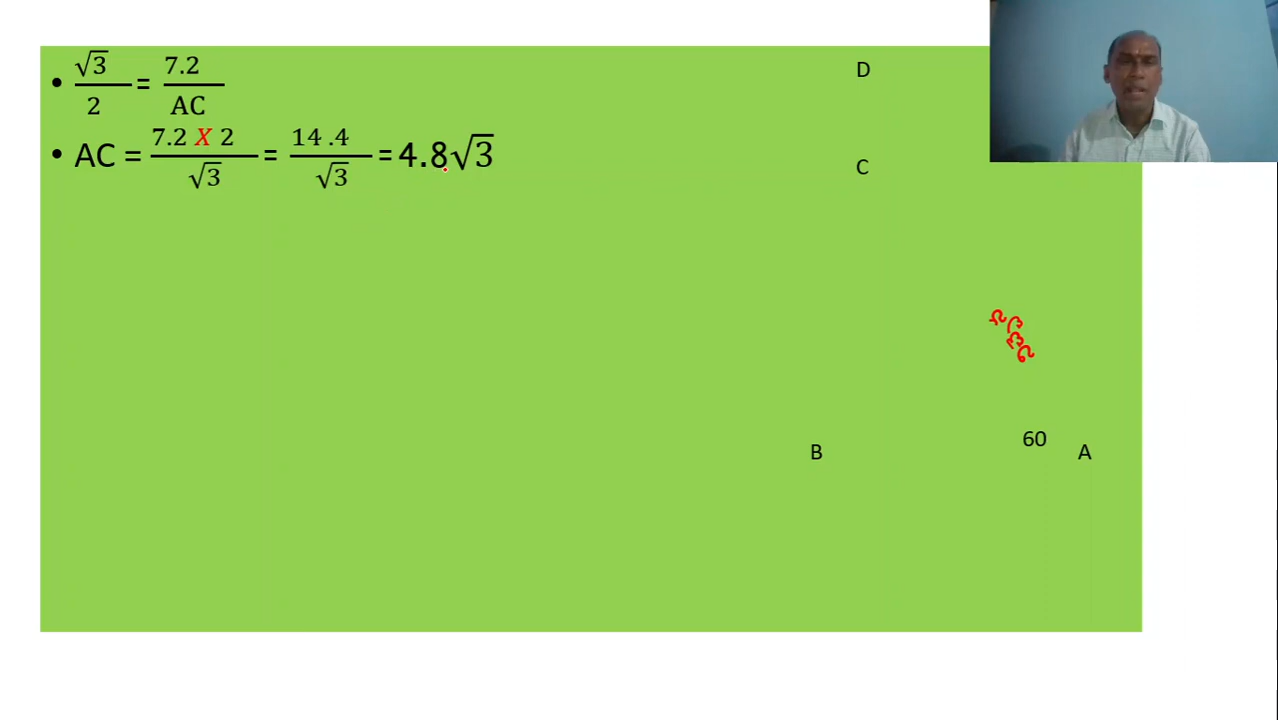 • √3/2 = 7.2/AC
• AC = 7.2 X 2/√3 = 14 .4/√3 = 4.8√3
D
C
60
B
A